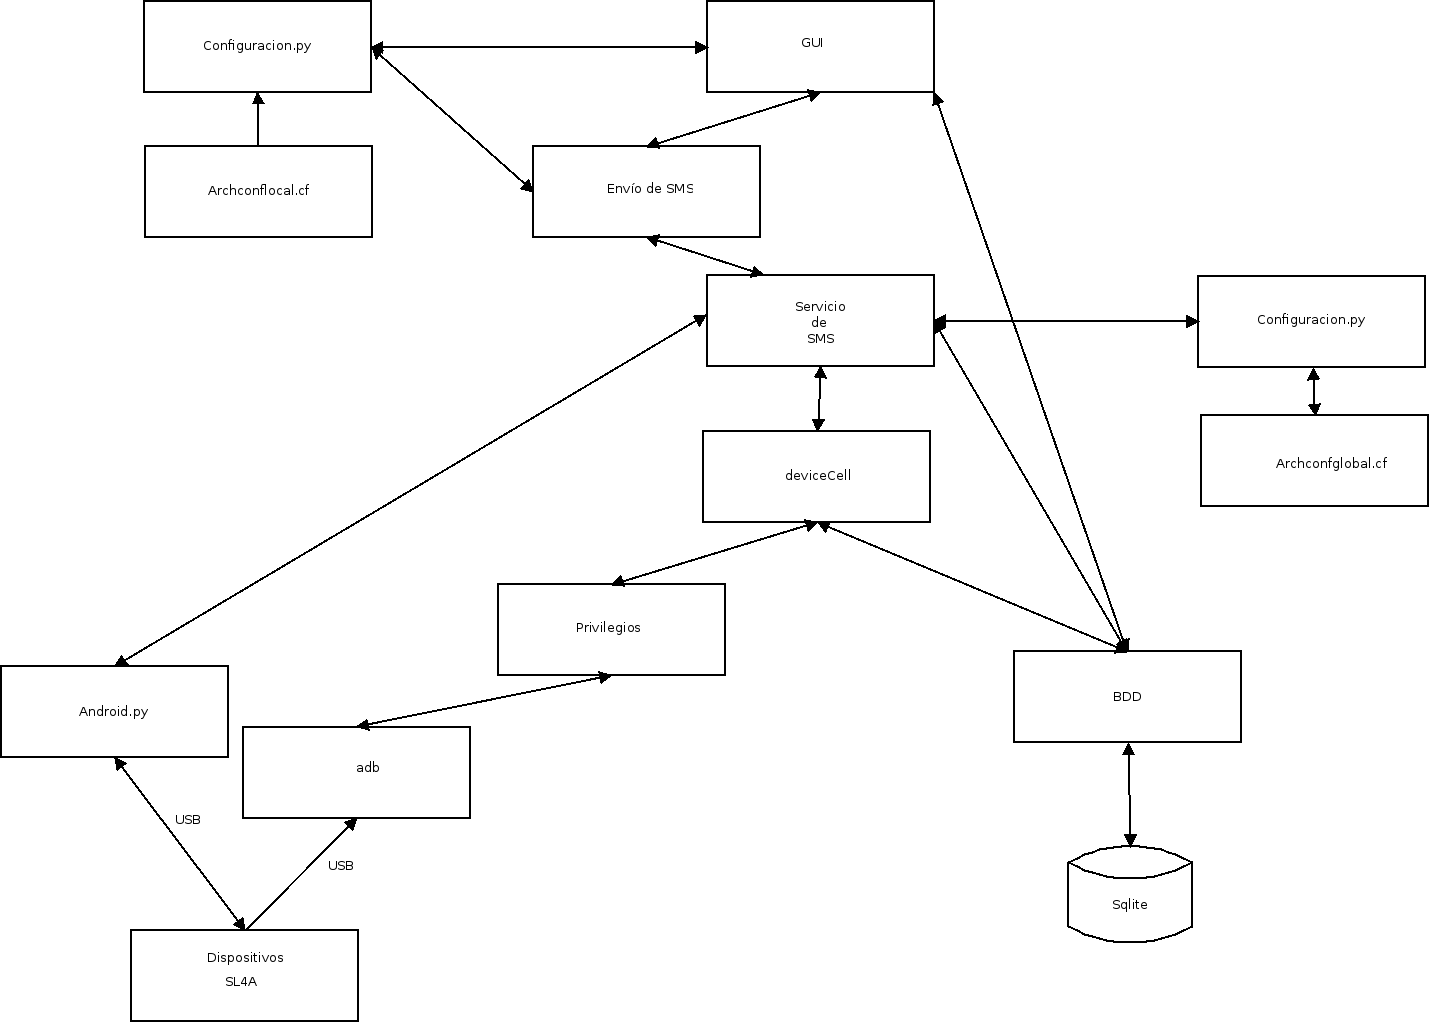 Configuracion.py
GUI
Archconflocal.cf
Envío de SMS
Servicio
de
SMS
Configuracion.py
Archconfglobal.cf
deviceCell
Privilegios
Android.py
BDD
adb
USB
USB
Sqlite
Dispositivos
SL4A